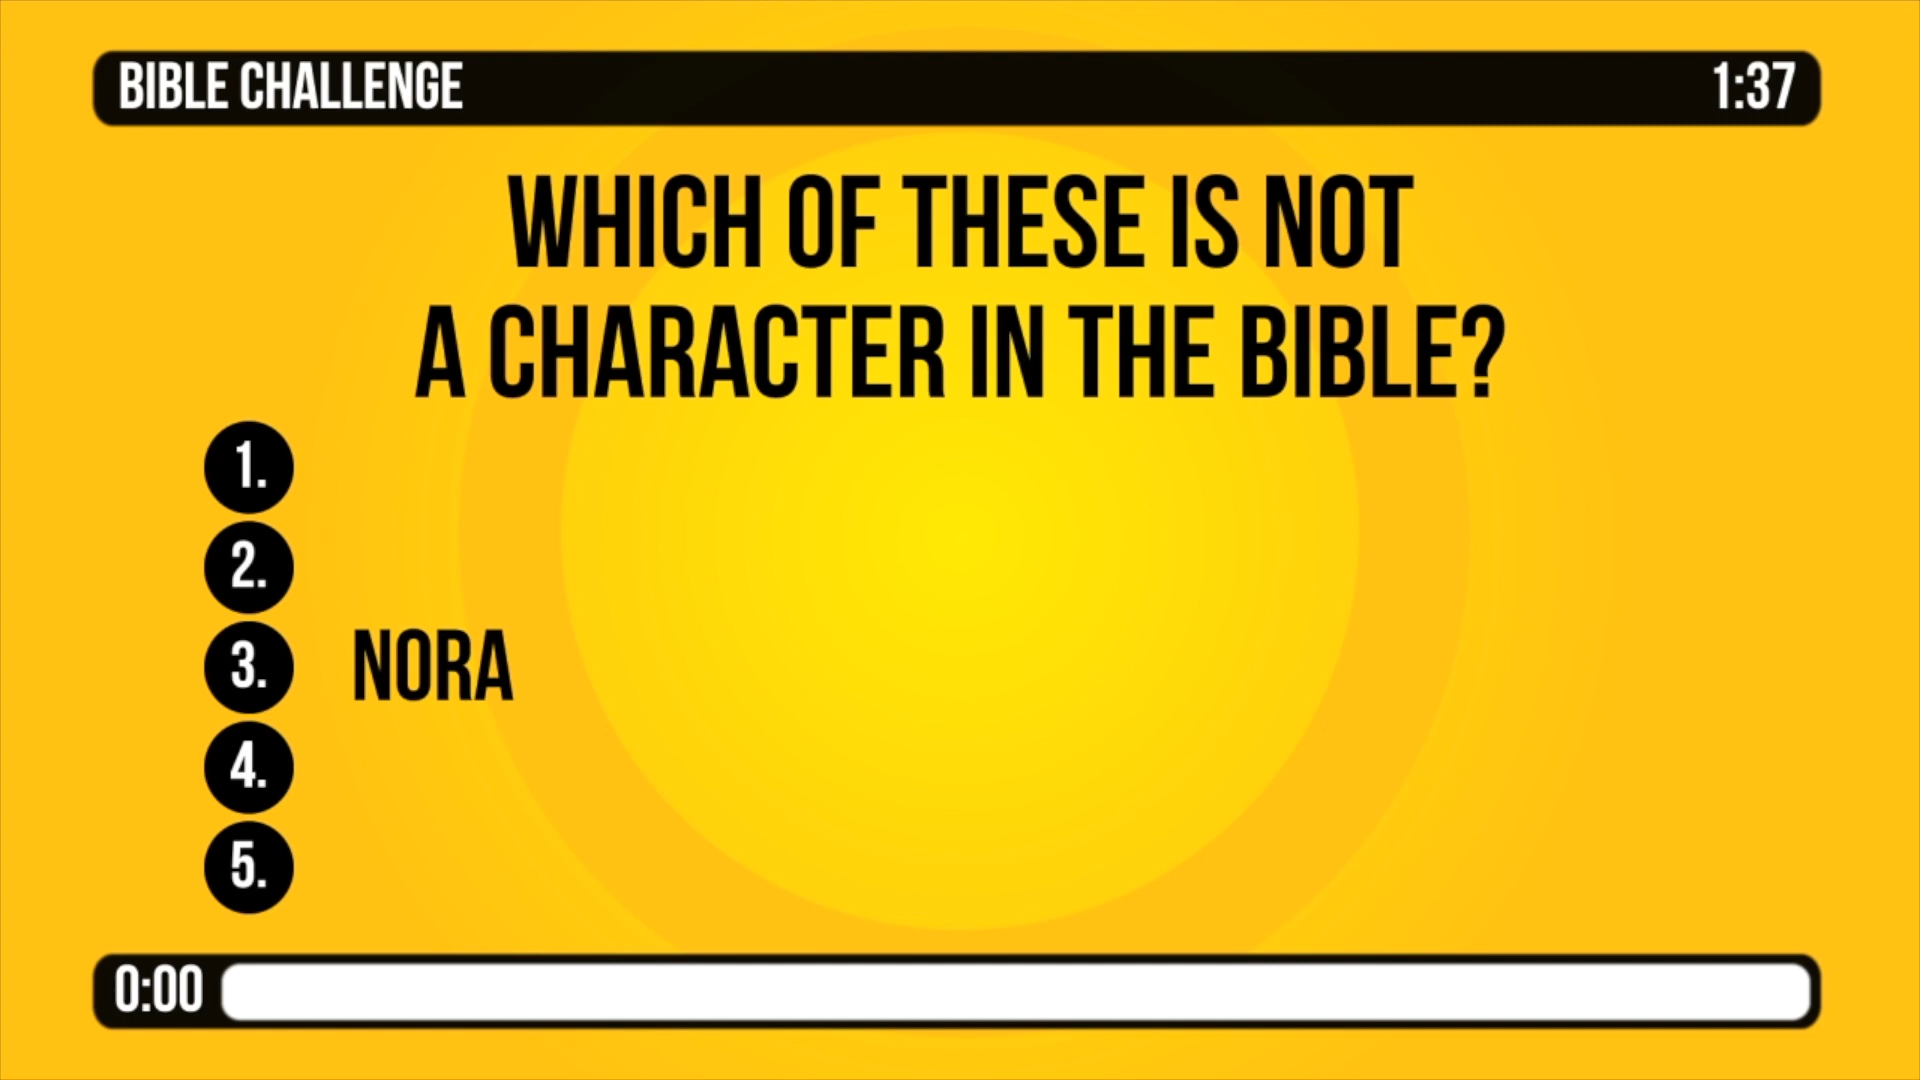 BIBLE CHALLENGE 1:37
WHICH OF THESE IS NOT
A CHARACTER IN THE BIBLE?
1.
2.
3. NORA
4.
5.
0:00